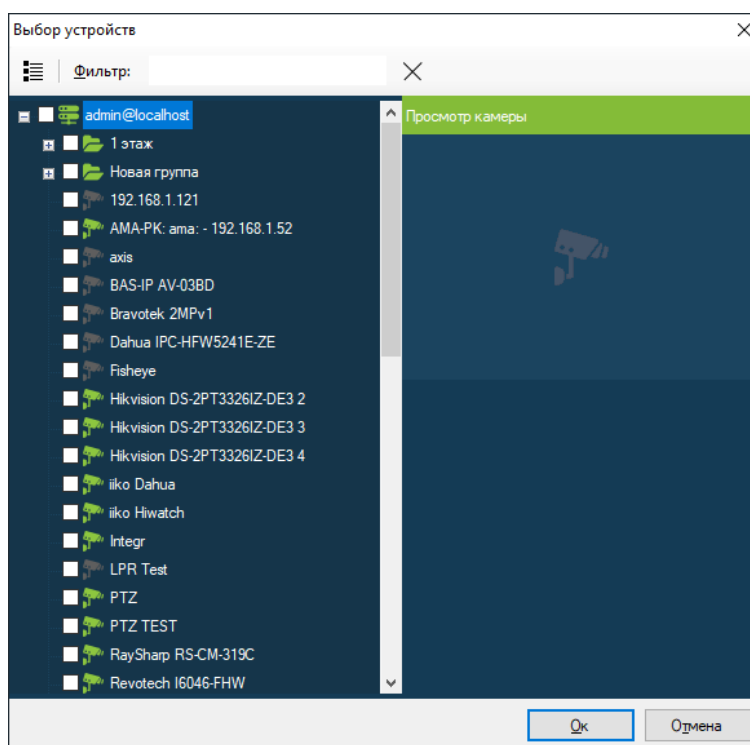 Выбор устройств
Фильтр:
admin@localhost
1 этаж
Новая группа
192.168.1.121
AMA-PK: ama: - 192.168.1.52
axis
BAS-IP AV-03BD
Bravotek 2MPv1
Dahua IPC-HFW5241E-ZE
Fisheye
Hikvision DS-2PT3326IZ-DE3 2
Hikvision DS-2PT3326IZ-DE3 3
Hikvision DS-2PT3326IZ-DE3 4
iiko Dahua
iiko Hiwatch
Integr
LPR Test
PTZ
PTZ TEST
RaySharp RS-CM-319C
Revotech I6046-FHW
Просмотр камеры
Ок
Отмена